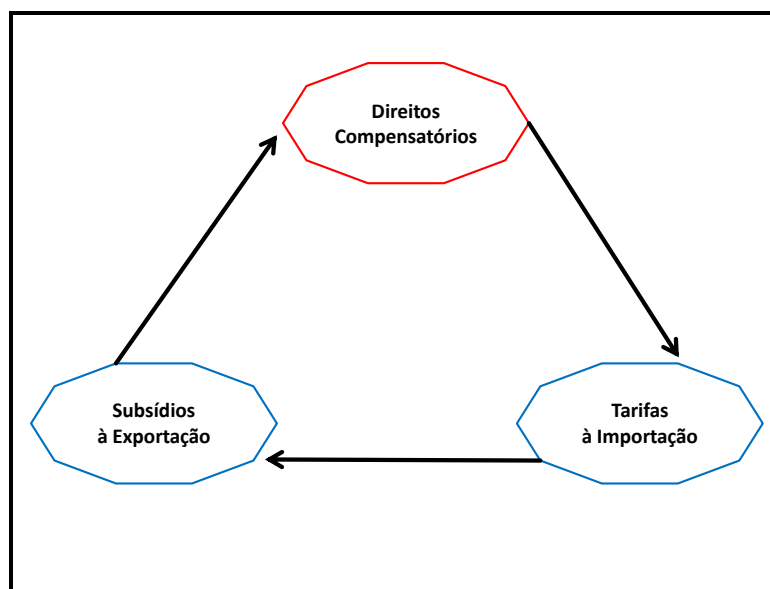 Direitos
Compensatórios
Subsídios
à Exportação
Tarifas
à Importação